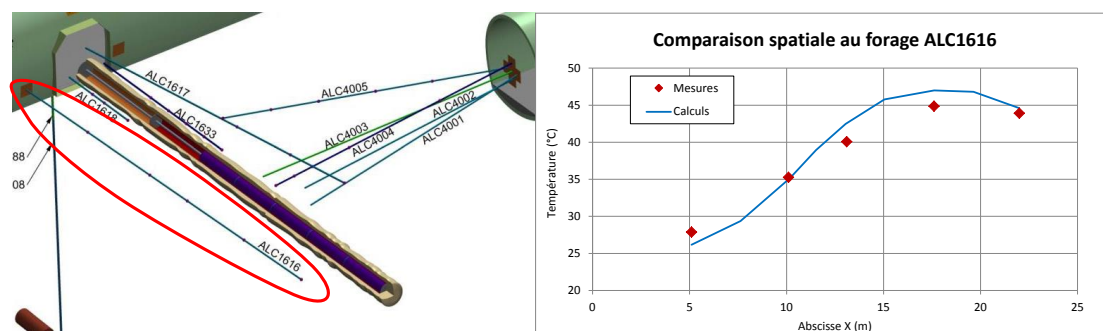 ALC1617
ALC4005
ALC1618
ALC1633
ALC4002
ALC4003
ALC4004
ALC4001
88
08
ALC1616
Comparaison spatiale au forage ALC1616
Température (°C)
50
45
40
35
30
25
20
Mesures
Calculs
0 5 10 15 20 25
Abscisse X (m)